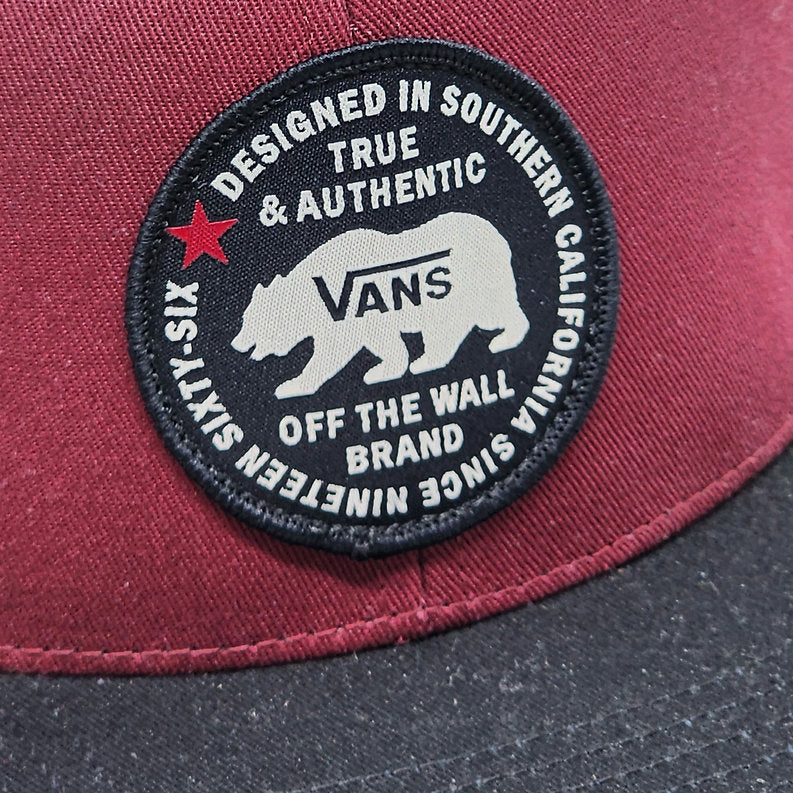 DESIGNED IN SOUTHERN CALIFORNIA SINCE NINETEEN SIXTY-SIX
TRUE
& AUTHENTIC
VANS
OFF THE WALL
BRAND